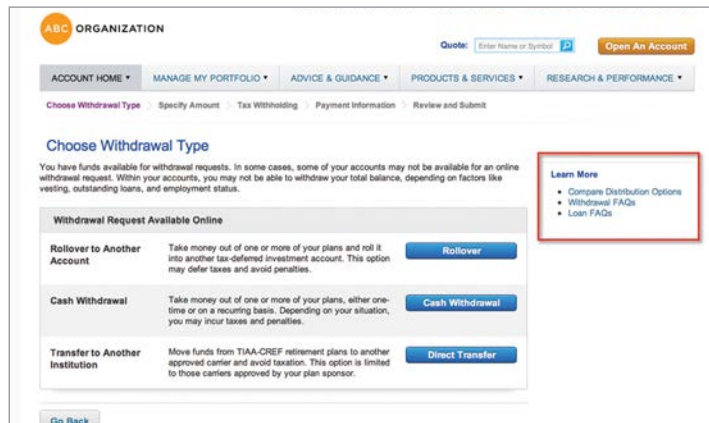 ABC ORGANIZATION
Quote: Enter Name or Symbol
Open An Account
ACCOUNT HOME MANAGE MY PORTFOLIO ADVICE & GUIDANCE PRODUCTS & SERVICES RESEARCH & PERFORMANCE
Choose Withdrawal Type Specify Amount Tax Withholding Payment Information Review and Submit
Choose Withdrawal Type
You have funds available for withdrawal requests. In some cases, some of your accounts may not be available for an online
withdrawal request. Within your accounts, you may not be able to withdraw your total balance, depending on factors like
vesting, outstanding loans, and employment status.
Learn More
• Compare Distribution Options
• Withdrawal FAQs
• Loan FAQs
Withdrawal Request Available Online
Rollover to Another
Account
Take money out of one or more of your plans and roll it
into another tax-deferred investment account. This option
may defer taxes and avoid penalties.
Rollover
Cash Withdrawal
Take money out of one or more of your plans, either one-
time or on a recurring basis. Depending on your situation,
you may incur taxes and penalties.
Cash Withdrawal
Transfer to Another
Institution
Move funds from TIAA-CREF retirement plans to another
approved carrier and avoid taxation. This option is limited
to those carriers approved by your plan sponsor.
Direct Transfer
Go Back